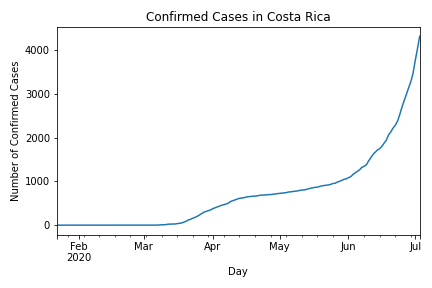 Confirmed Cases in Costa Rica
Number of Confirmed Cases
4000
3000
2000
1000
0
Feb Mar Apr May Jun Jul
2020
Day